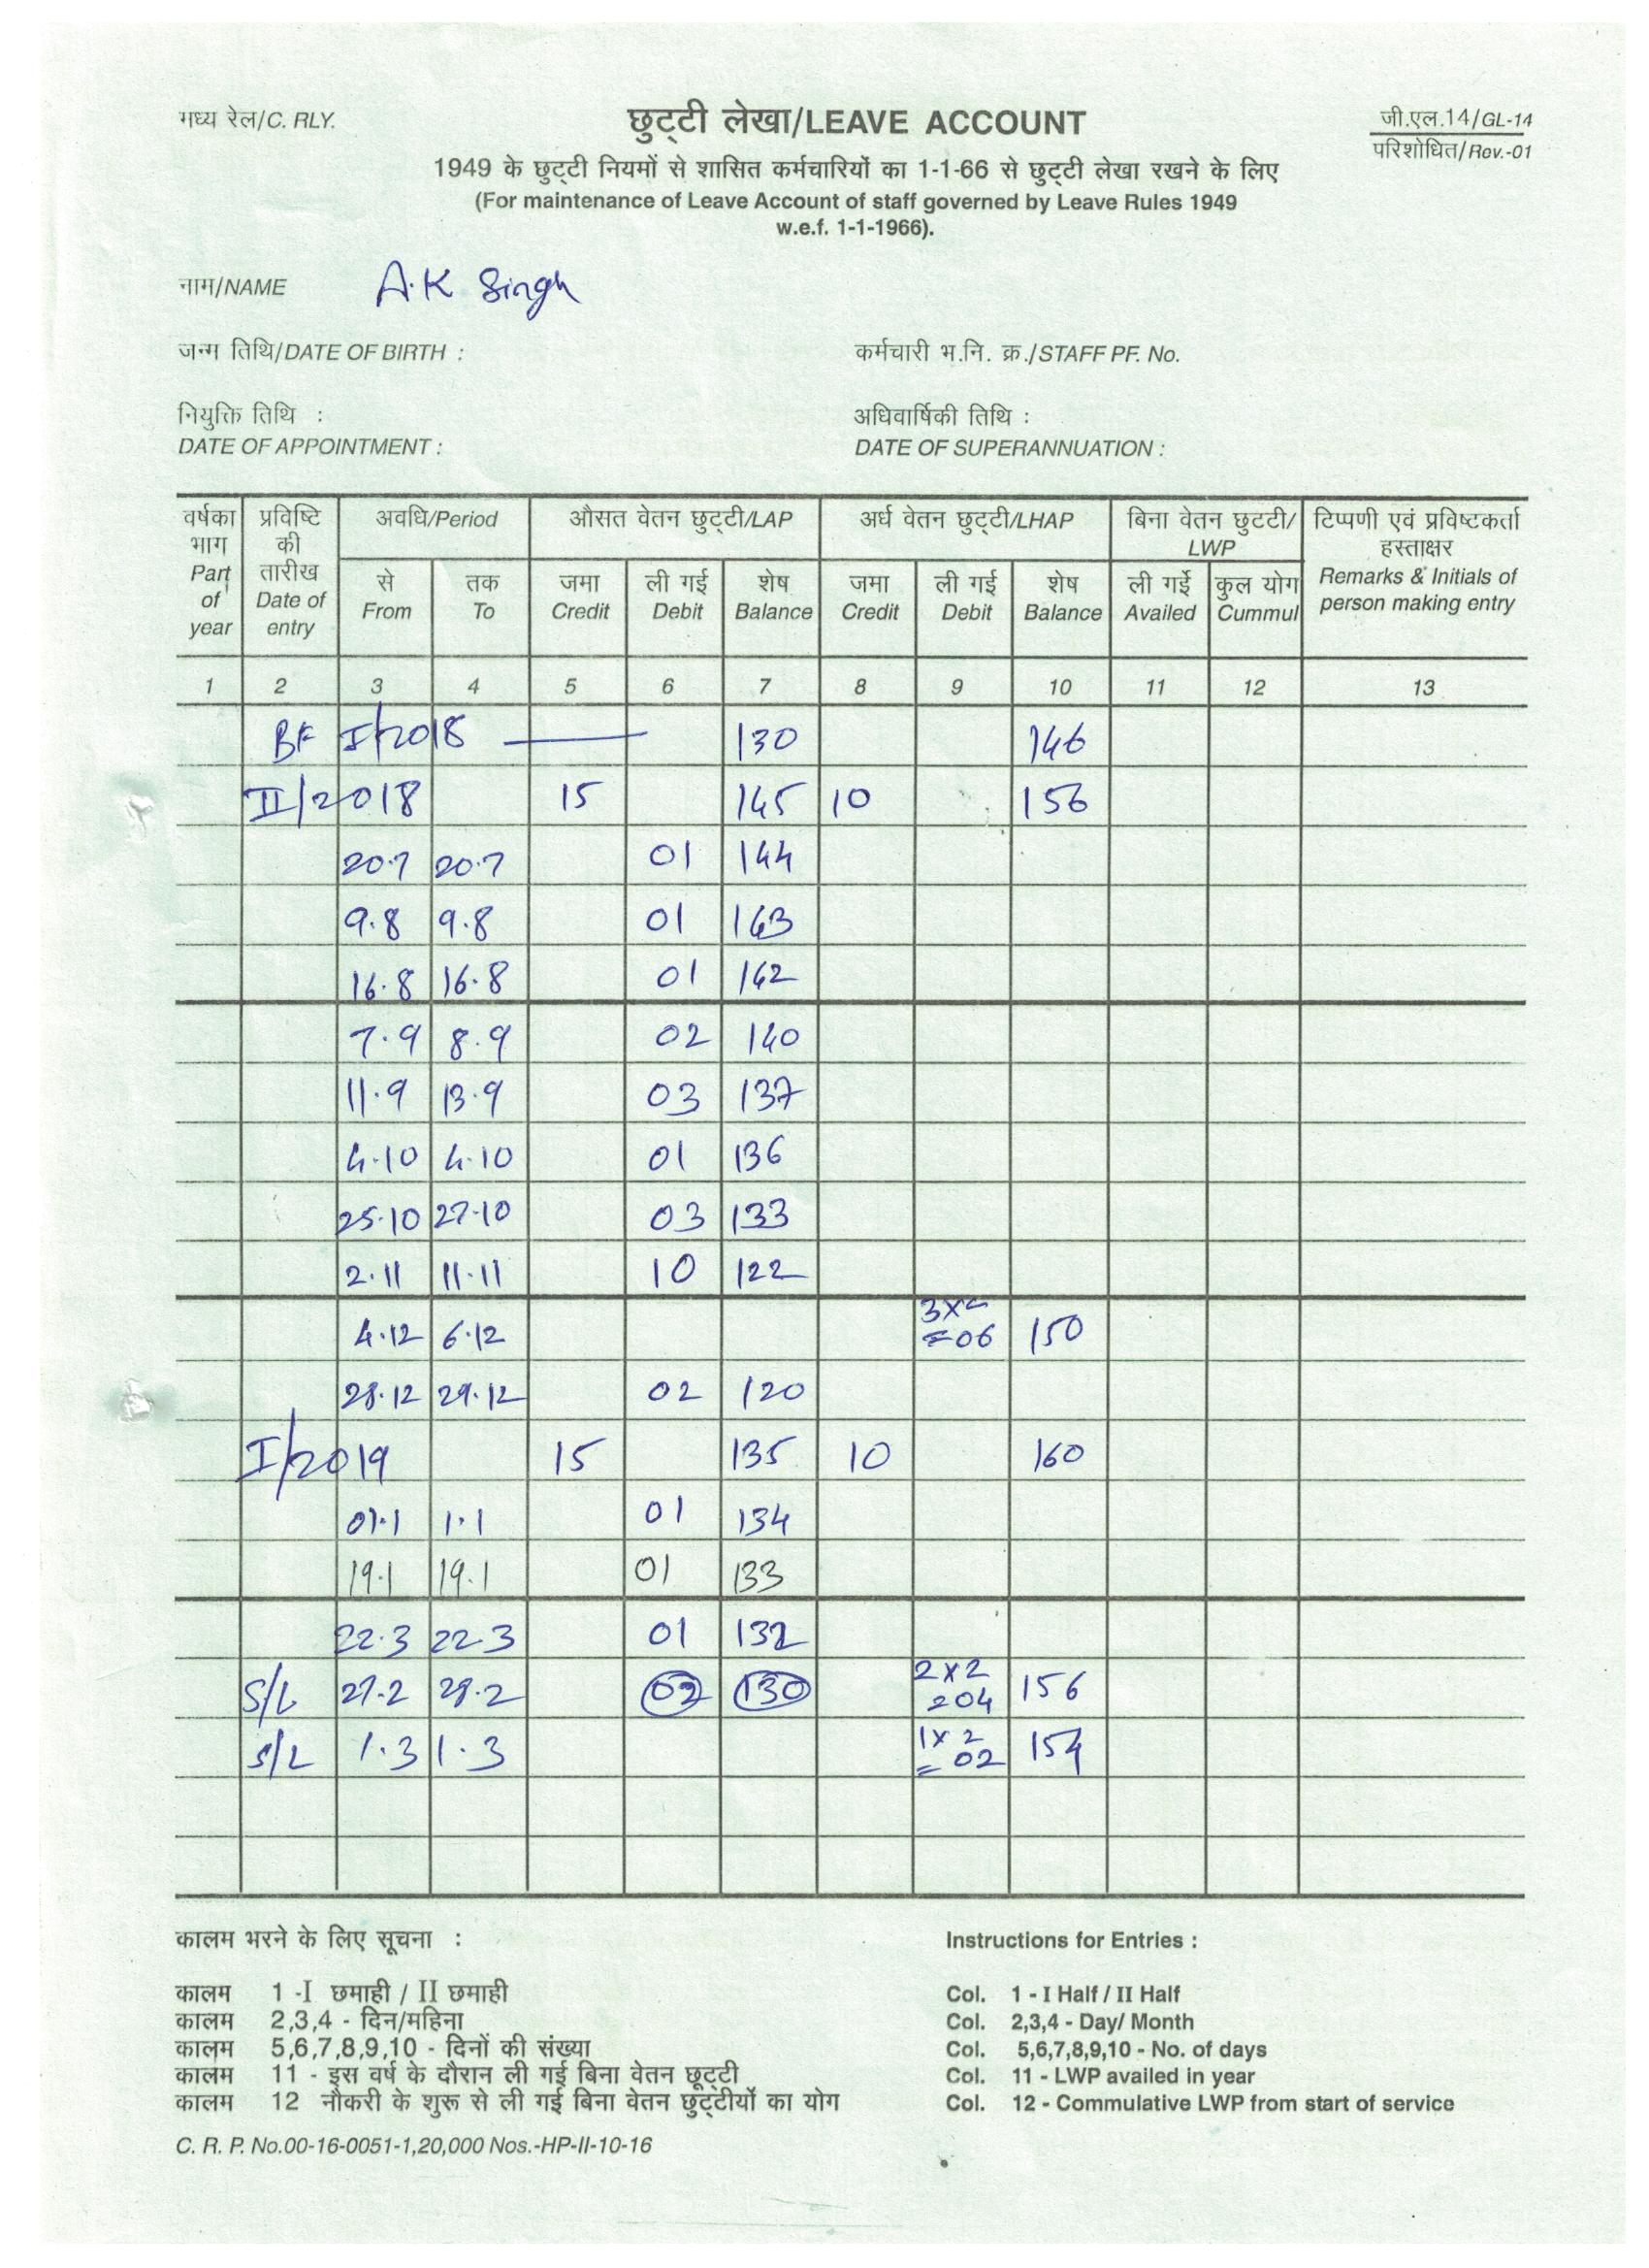 मध्य रेल/C. RLY.
छुट्टी लेखा/LEAVE ACCOUNT
जी.एल.14/GL-14
परिशोधित/Rev.-01
1949 के छुट्टी नियमों से शासित कर्मचारियों का 1-1-66 से छुट्टी लेखा रखने के लिए
(For maintenance of Leave Account of staff governed by Leave Rules 1949
w.e.f. 1-1-1966).
नाम/NAME A.K Singh
जन्म तिथि/DATE OF BIRTH :
कर्मचारी भ.नि. क्र./STAFF PF. No.
नियुक्ति तिथि :
DATE OF APPOINTMENT :
अधिवार्षिकी तिथि :
DATE OF SUPERANNUATION :
वर्षका भाग Part of year
प्रविष्टि की तारीख Date of entry
अवधि/Period
से From
तक To
औसत वेतन छुट्टी/LAP
जमा Credit
ली गई Debit
शेष Balance
अर्ध वेतन छुट्टी/LHAP
जमा Credit
ली गई Debit
शेष Balance
बिना वेतन छुटटी/ LWP
ली गईे Availed
कुल योग Cummul
टिप्पणी एवं प्रविष्टकर्ता हस्ताक्षर
Remarks & Initials of person making entry
1 2 3 4 5 6 7 8 9 10 11 12 13
BF I/2018 130 146
II/2018 15 145 10 156
20.7 20.7 01 144
9.8 9.8 01 143
16.8 16.8 01 142
7.9 8.9 02 140
11.9 13.9 03 137
4.10 4.10 01 136
25.10 27.10 03 133
2.11 11.11 10 122
4.12 6.12 3x2 =06 150
28.12 29.12 02 120
I/2019 15 135 10 160
01.1 1.1 01 134
19.1 19.1 01 133
22.3 22.3 01 132
S/L 27.2 28.2 02 130 2x2 =04 156
S/L 1.3 1.3 1x2 =02 154
कालम भरने के लिए सूचना :
कालम 1 -I छमाही / II छमाही
कालम 2,3,4 - दिन/महिना
कालम 5,6,7,8,9,10 - दिनों की संख्या
कालम 11 - इस वर्ष के दौरान ली गई बिना वेतन छूट्टी
कालम 12 नौकरी के शुरू से ली गई बिना वेतन छुट्टीयों का योग
C. R. P. No.00-16-0051-1,20,000 Nos.-HP-II-10-16
Instructions for Entries :
Col. 1 - I Half / II Half
Col. 2,3,4 - Day/ Month
Col. 5,6,7,8,9,10 - No. of days
Col. 11 - LWP availed in year
Col. 12 - Commulative LWP from start of service